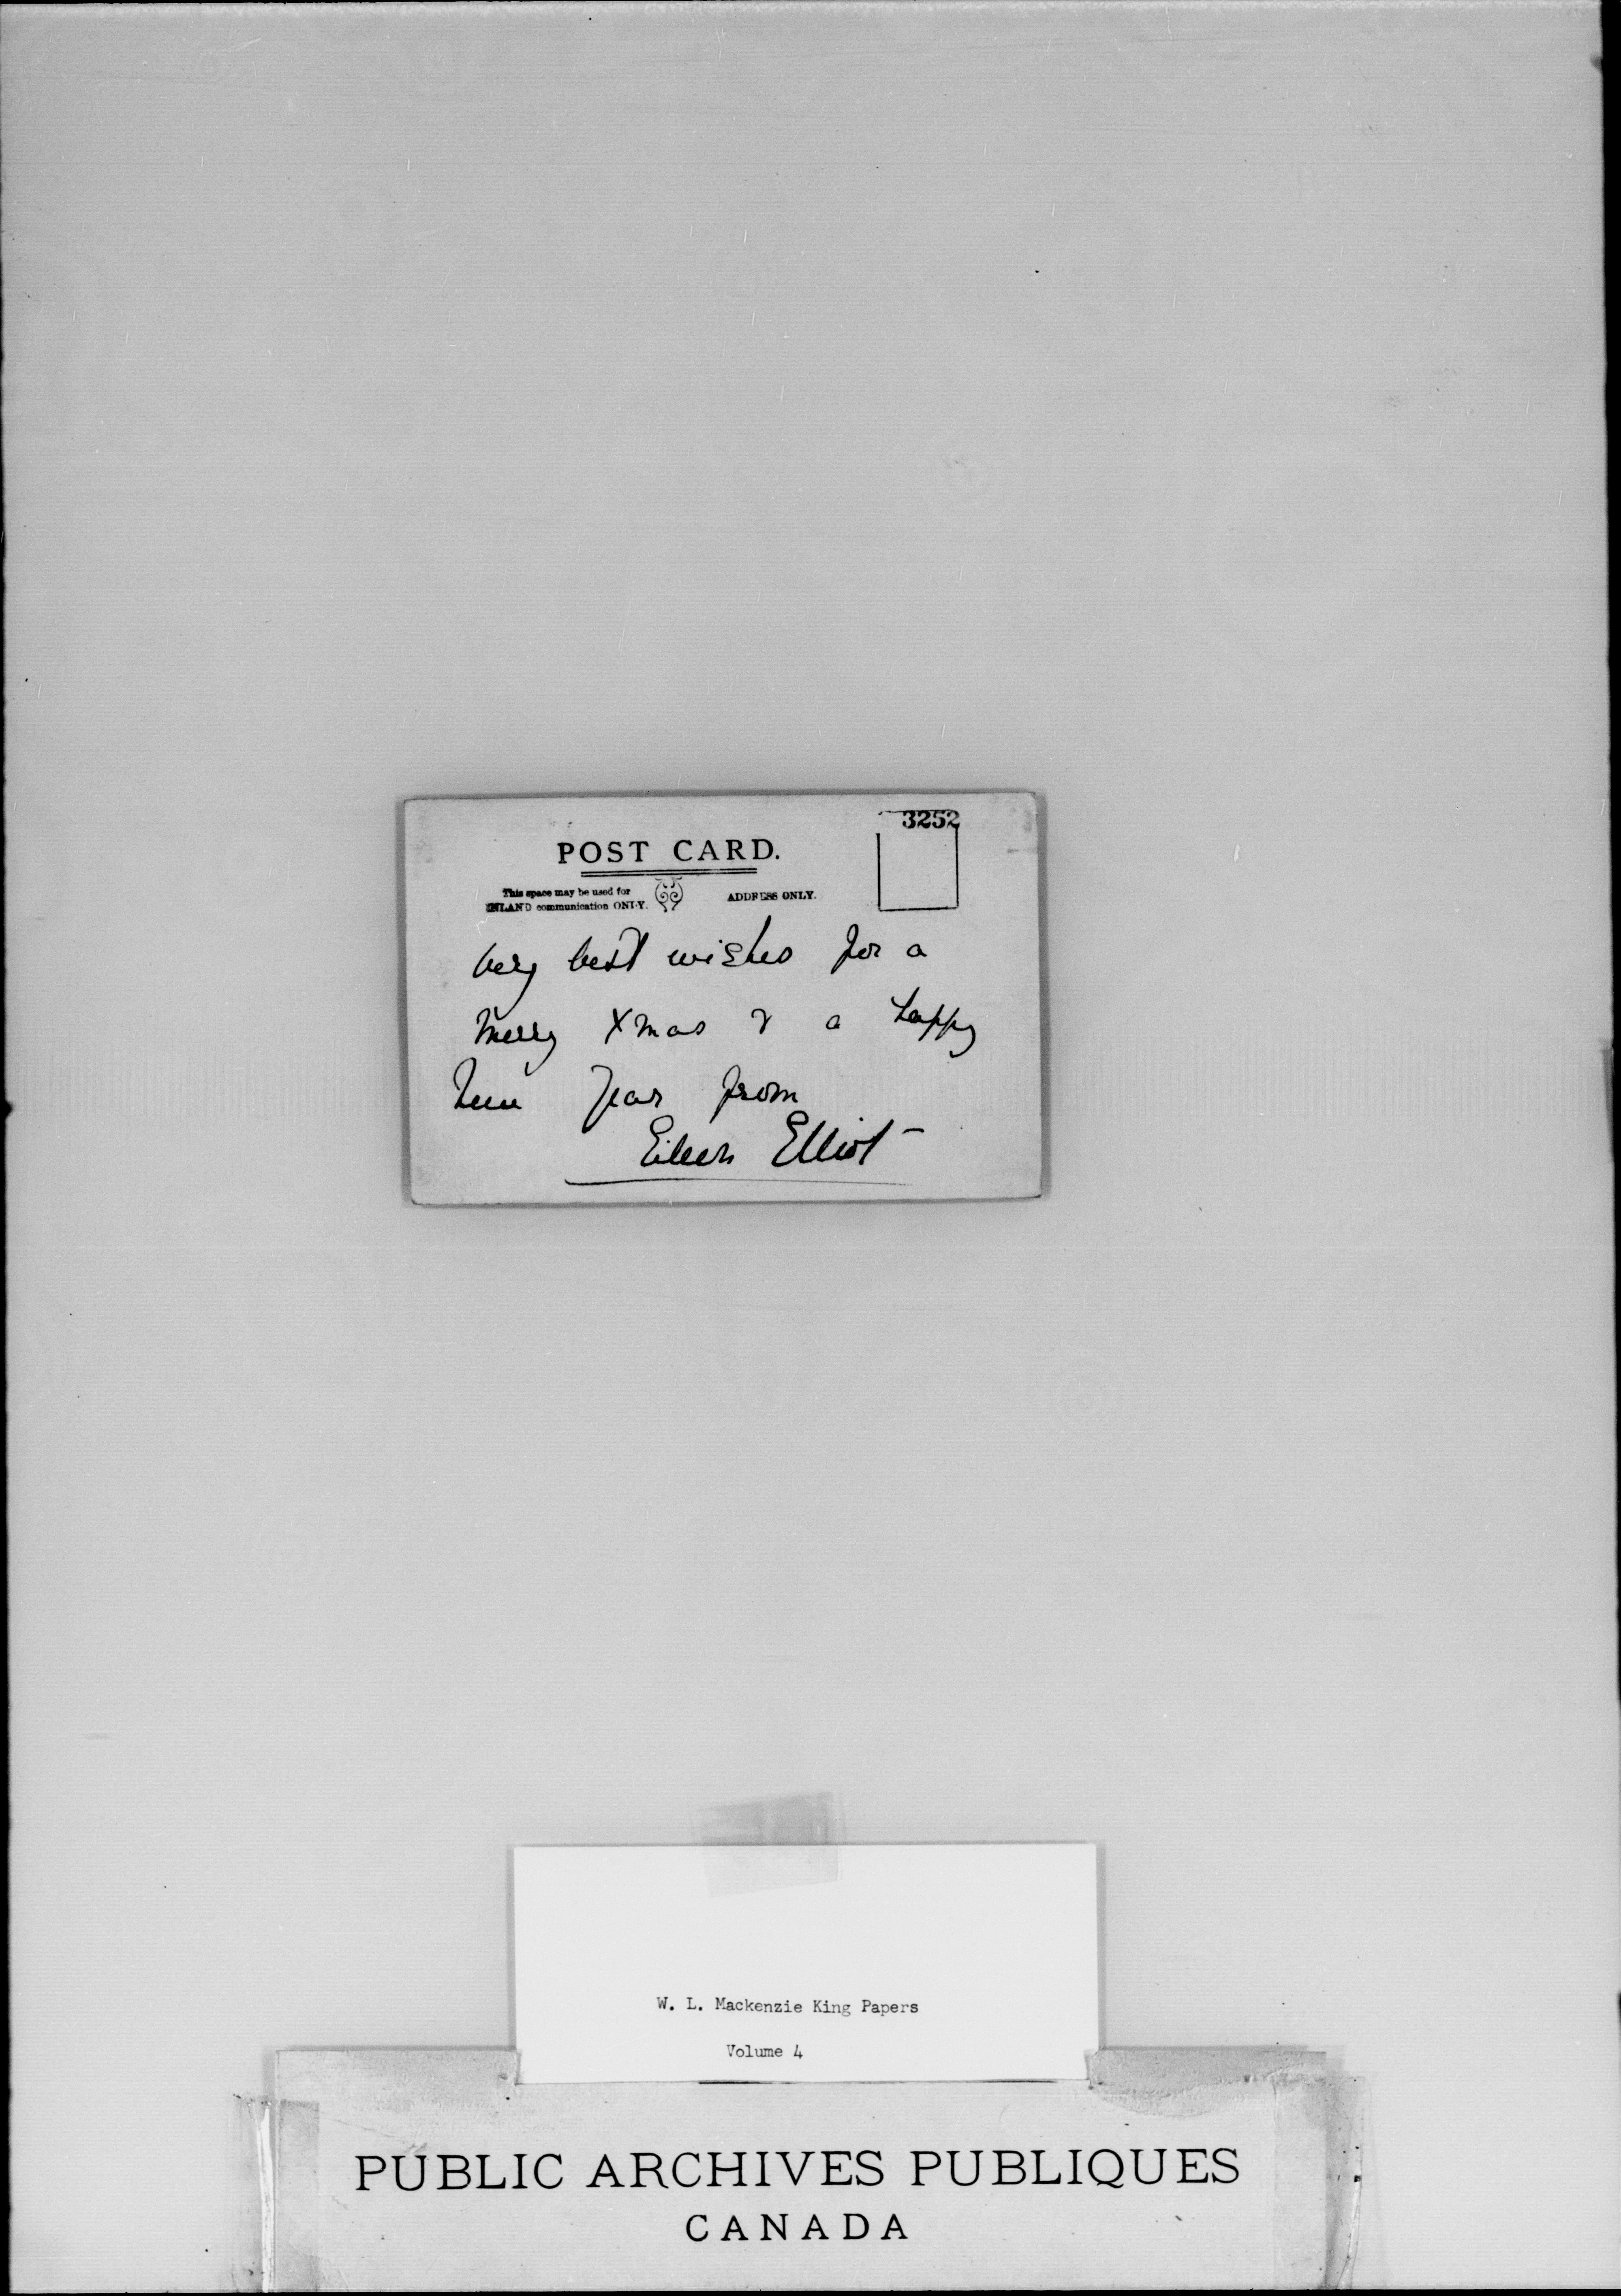 3252
POST CARD.
This space may be used for
INLAND communication ONLY.
ADDRESS ONLY.
Very best wishes for a
Merry Xmas & a happy
New Year from
Eileen Elliot
W. L. Mackenzie King Papers
Volume 4
PUBLIC ARCHIVES PUBLIQUES
CANADA